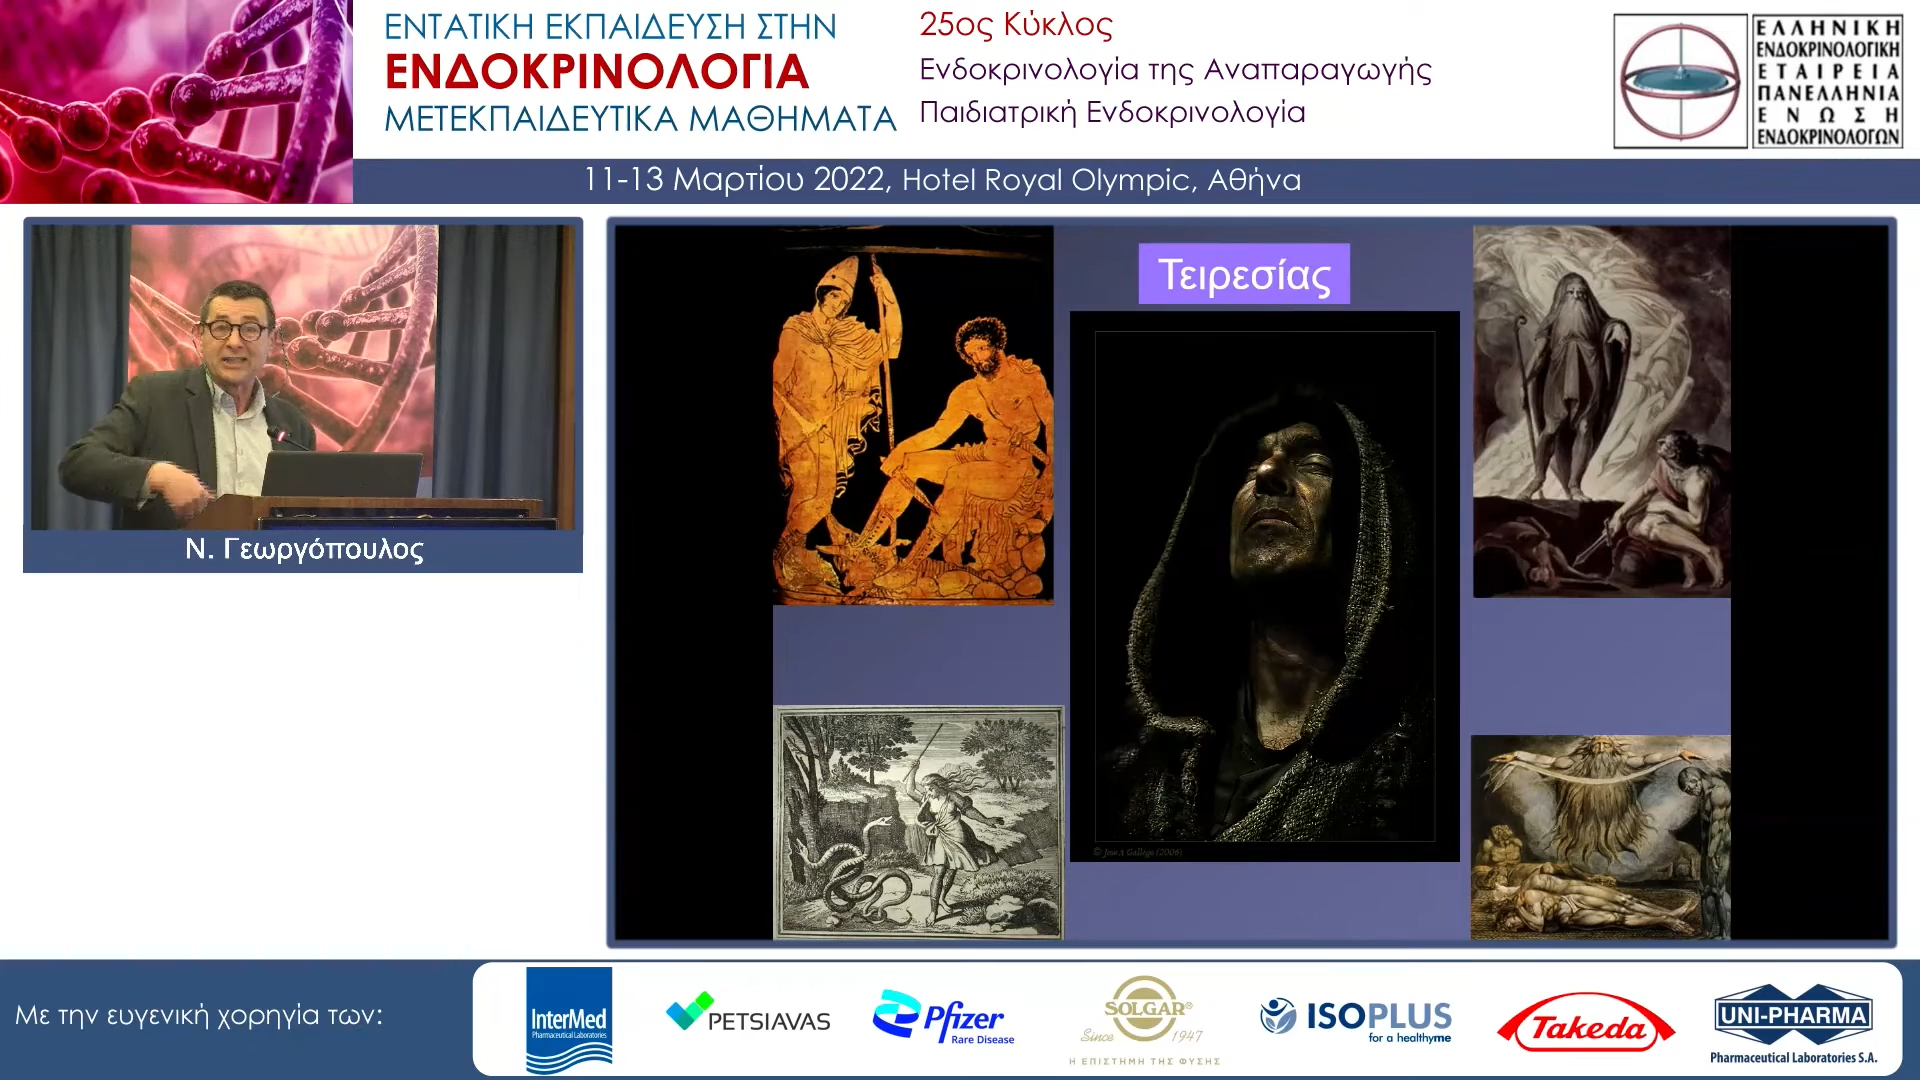 ΕΝΤΑΤΙΚΗ ΕΚΠΑΙΔΕΥΣΗ ΣΤΗΝ
ΕΝΔΟΚΡΙΝΟΛΟΓΙΑ
ΜΕΤΕΚΠΑΙΔΕΥΤΙΚΑ ΜΑΘΗΜΑΤΑ
25ος Κύκλος
Ενδοκρινολογία της Αναπαραγωγής
Παιδιατρική Ενδοκρινολογία
ΕΛΛΗΝΙΚΗ
ΕΝΔΟΚΡΙΝΟΛΟΓΙΚΗ
ΕΤΑΙΡΕΙΑ
ΠΑΝΕΛΛΗΝΙΑ
ΕΝΩΣΗ
ΕΝΔΟΚΡΙΝΟΛΟΓΩΝ
11-13 Μαρτίου 2022, Hotel Royal Olympic, Αθήνα
Ν. Γεωργόπουλος
Τειρεσίας
© Jose A Gallego (2006)
Με την ευγενική χορηγία των:
InterMed
Pharmaceutical Laboratories
PETSIAVAS
Pfizer
Rare Disease
SOLGAR®
Since 1947
Η ΕΠΙΣΤΗΜΗ ΤΗΣ ΦΥΣΗΣ
ISOPLUS
for a healthyme
Takeda
UNI-PHARMA
Pharmaceutical Laboratories S.A.